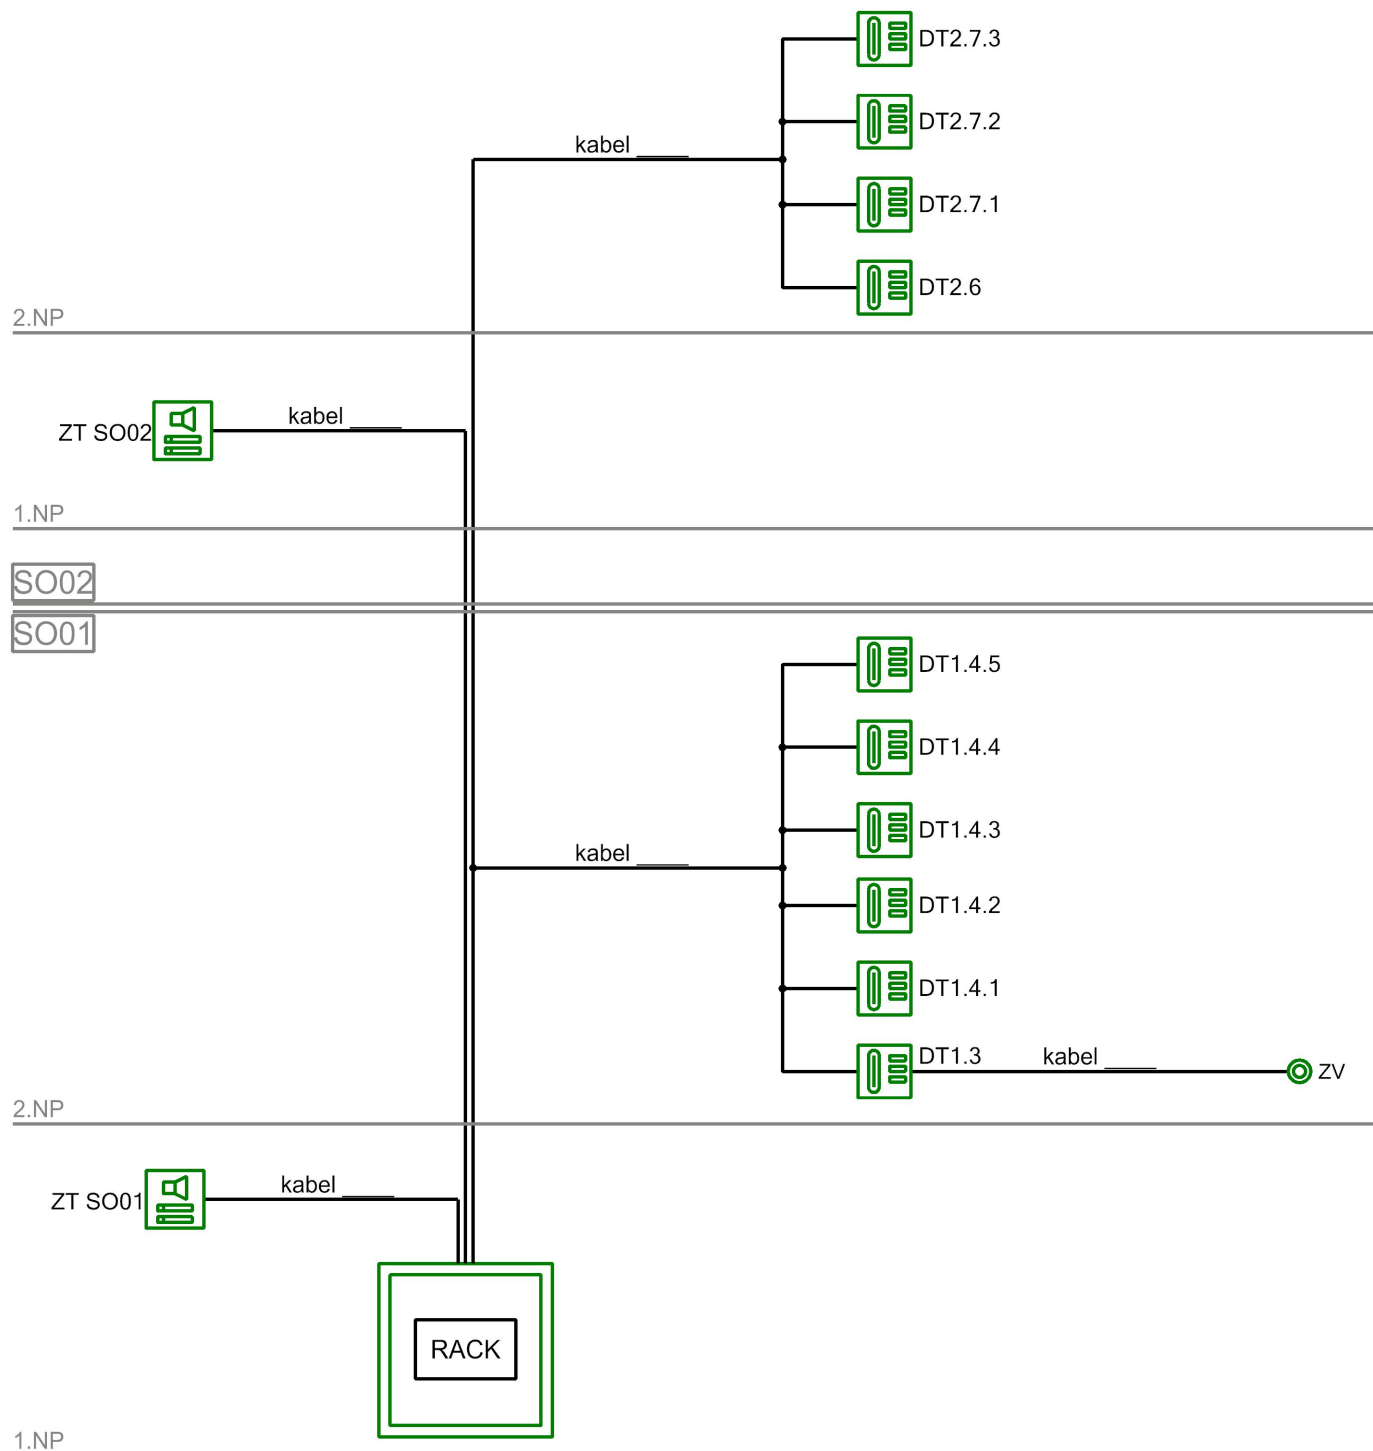 DT2.7.3
DT2.7.2
kabel ____
DT2.7.1
DT2.6
2.NP
kabel ____
ZT SO02
1.NP
SO02
SO01
DT1.4.5
DT1.4.4
DT1.4.3
kabel ____
DT1.4.2
DT1.4.1
DT1.3
kabel ____
ZV
2.NP
kabel ____
ZT SO01
RACK
1.NP